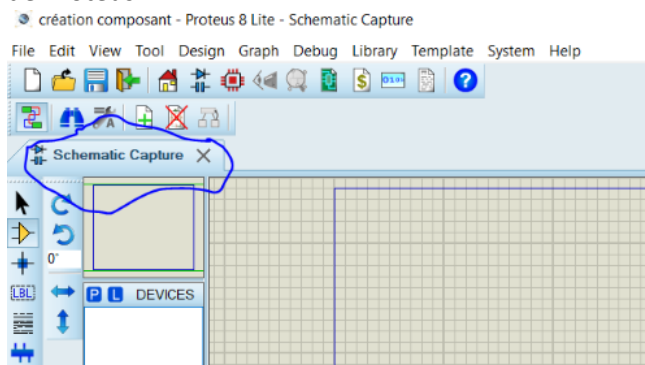 création composant - Proteus 8 Lite - Schematic Capture
File Edit View Tool Design Graph Debug Library Template System Help
Schematic Capture
0°
LBL
P L DEVICES